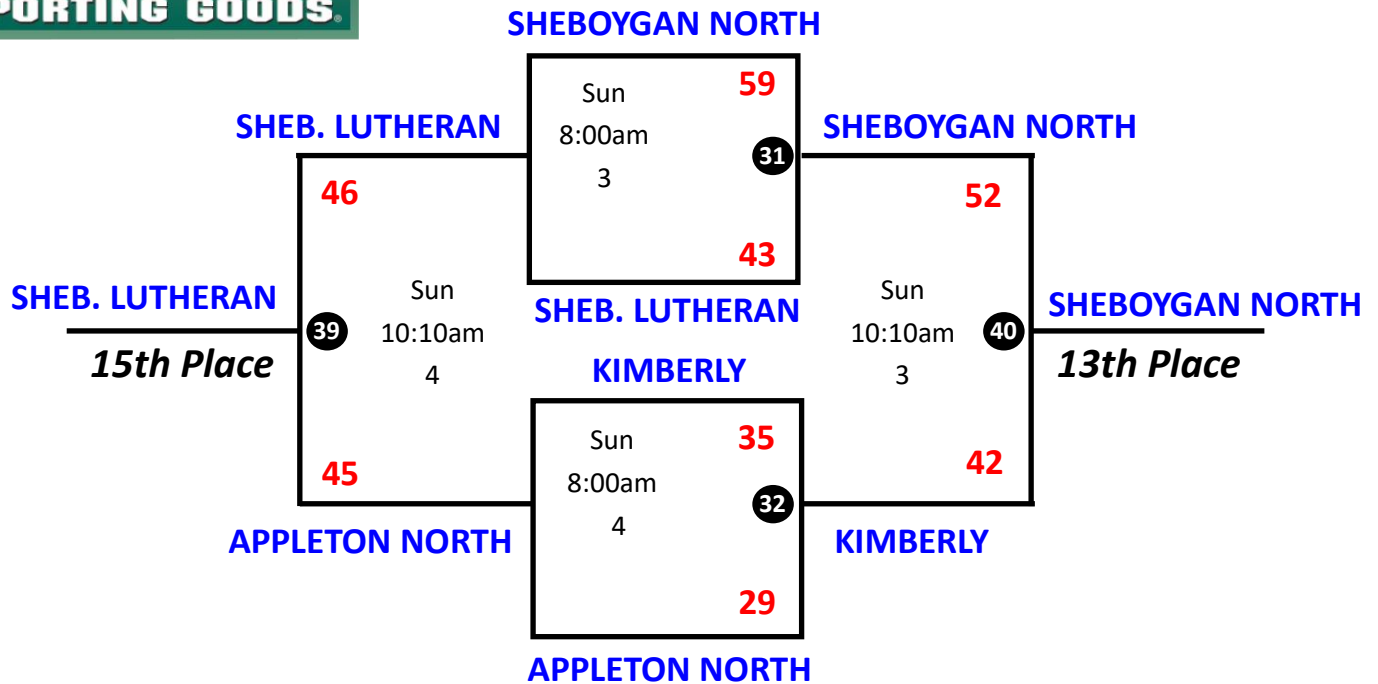 PORTING GOODS.
SHEBOYGAN NORTH
Sun
8:00am
3
59
31
43
SHEB. LUTHERAN
SHEB. LUTHERAN
SHEBOYGAN NORTH
46
52
SHEB. LUTHERAN
15th Place
39
Sun
10:10am
4
45
Sun
10:10am
3
40
42
SHEBOYGAN NORTH
13th Place
KIMBERLY
Sun
8:00am
4
35
32
29
APPLETON NORTH
KIMBERLY
APPLETON NORTH